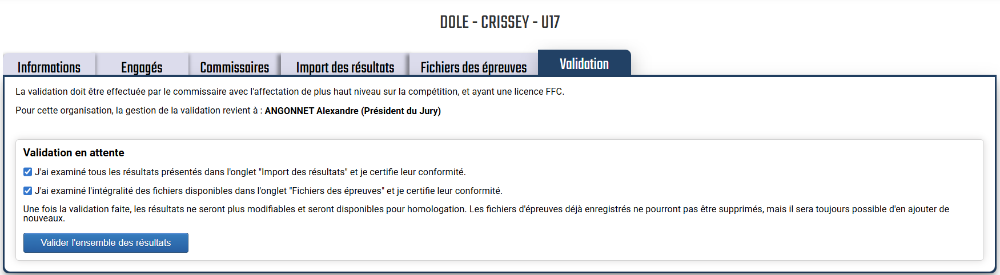 DOLE - CRISSEY - U17
Informations
Engagés
Commissaires
Import des résultats
Fichiers des épreuves
Validation
La validation doit être effectuée par le commissaire avec l'affectation de plus haut niveau sur la compétition, et ayant une licence FFC.
Pour cette organisation, la gestion de la validation revient à : ANGONNET Alexandre (Président du Jury)
Validation en attente
J'ai examiné tous les résultats présentés dans l'onglet "Import des résultats" et je certifie leur conformité.
J'ai examiné l'intégralité des fichiers disponibles dans l'onglet "Fichiers des épreuves" et je certifie leur conformité.
Une fois la validation faite, les résultats ne seront plus modifiables et seront disponibles pour homologation. Les fichiers d'épreuves déjà enregistrés ne pourront pas être supprimés, mais il sera toujours possible d'en ajouter de
nouveaux.
Valider l'ensemble des résultats